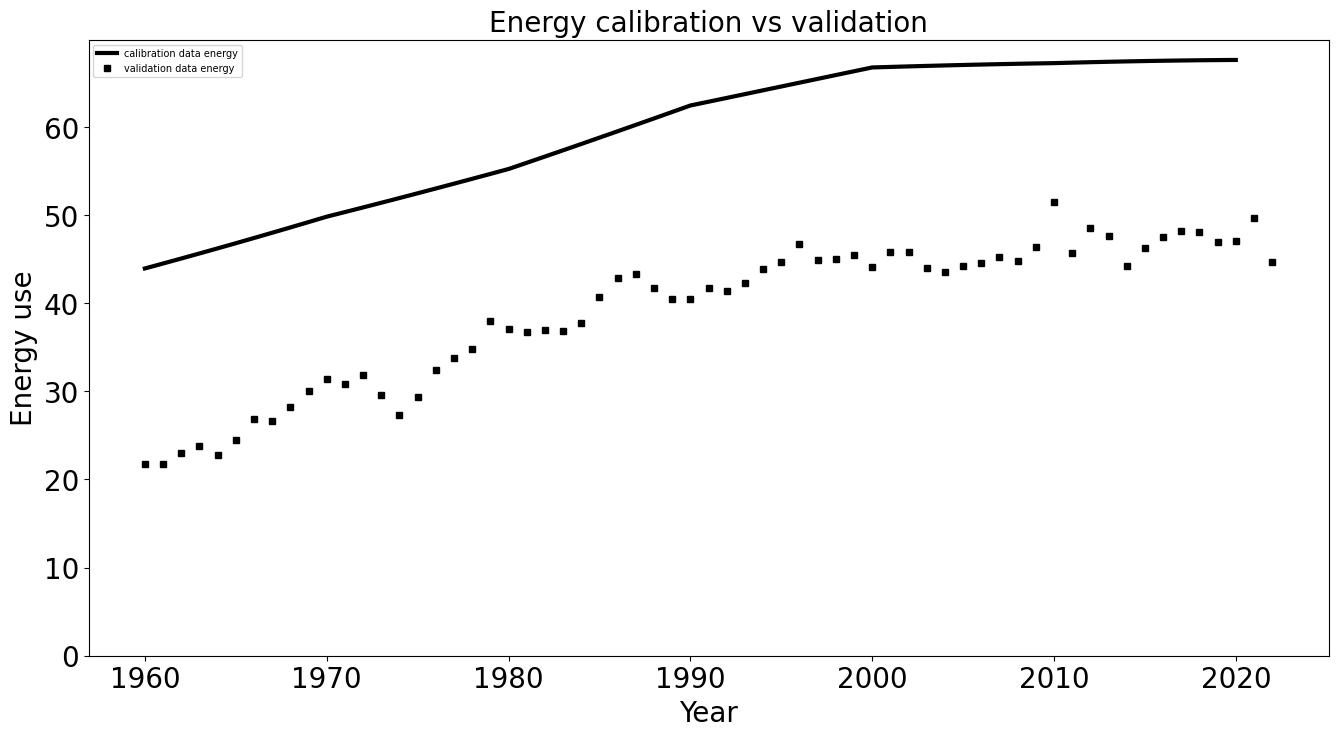 Energy calibration vs validation
calibration data energy
validation data energy
60
50
40
30
20
10
0
Energy use
1960 1970 1980 1990 2000 2010 2020
Year